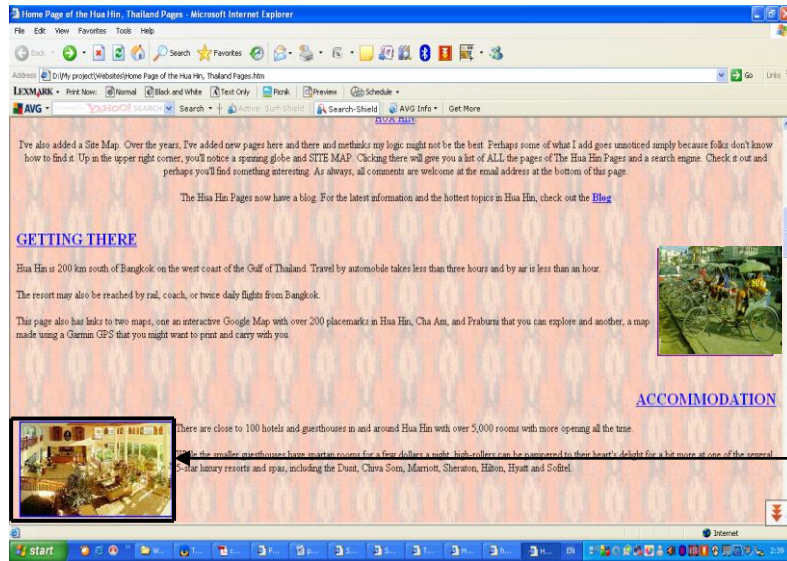 Home Page of the Hua Hin, Thailand Pages - Microsoft Internet Explorer
File Edit View Favorites Tools Help
Back Search Favorites
Address D:\My project\Websites\Home Page of the Hua Hin, Thailand Pages.htm Go Links
LEXMARK Print Now: Normal Black and White Text Only Picnik Preview Schedule
AVG YAHOO! SEARCH Search Active Surf-Shield Search-Shield AVG Info Get More
HUA HIN
I've also added a Site Map. Over the years, I've added new pages here and there and methinks my logic might not be the best. Perhaps some of what I add goes unnoticed simply because folks don't know
how to find it. Up in the upper right corner, you'll notice a spinning globe and SITE MAP. Clicking there will give you a list of ALL the pages of The Hua Hin Pages and a search engine. Check it out and
perhaps you'll find something interesting. As always, all comments are welcome at the email address at the bottom of this page.
The Hua Hin Pages now have a blog. For the latest information and the hottest topics in Hua Hin, check out the Blog
GETTING THERE
Hua Hin is 200 km south of Bangkok on the west coast of the Gulf of Thailand. Travel by automobile takes less than three hours and by air is less than an hour.
The resort may also be reached by rail, coach, or twice daily flights from Bangkok.
This page also has links to two maps, one an interactive Google Map with over 200 placemarks in Hua Hin, Cha Am, and Praburni that you can explore and another, a map
made using a Garmin GPS that you might want to print and carry with you.
ACCOMMODATION
There are close to 100 hotels and guesthouses in and around Hua Hin with over 5,000 rooms with more opening all the time.
While the smaller guesthouses have spartan rooms for a few dollars a night, high-rollers can be pampered to their heart's delight for a bit more at one of the several
5-star luxury resorts and spas, including the Dusit, Chiva Som, Marriott, Sheraton, Hilton, Hyatt and Sofitel.
Internet
start W... T... c... P... p... S... S... T... H... h... H... EN 2:39